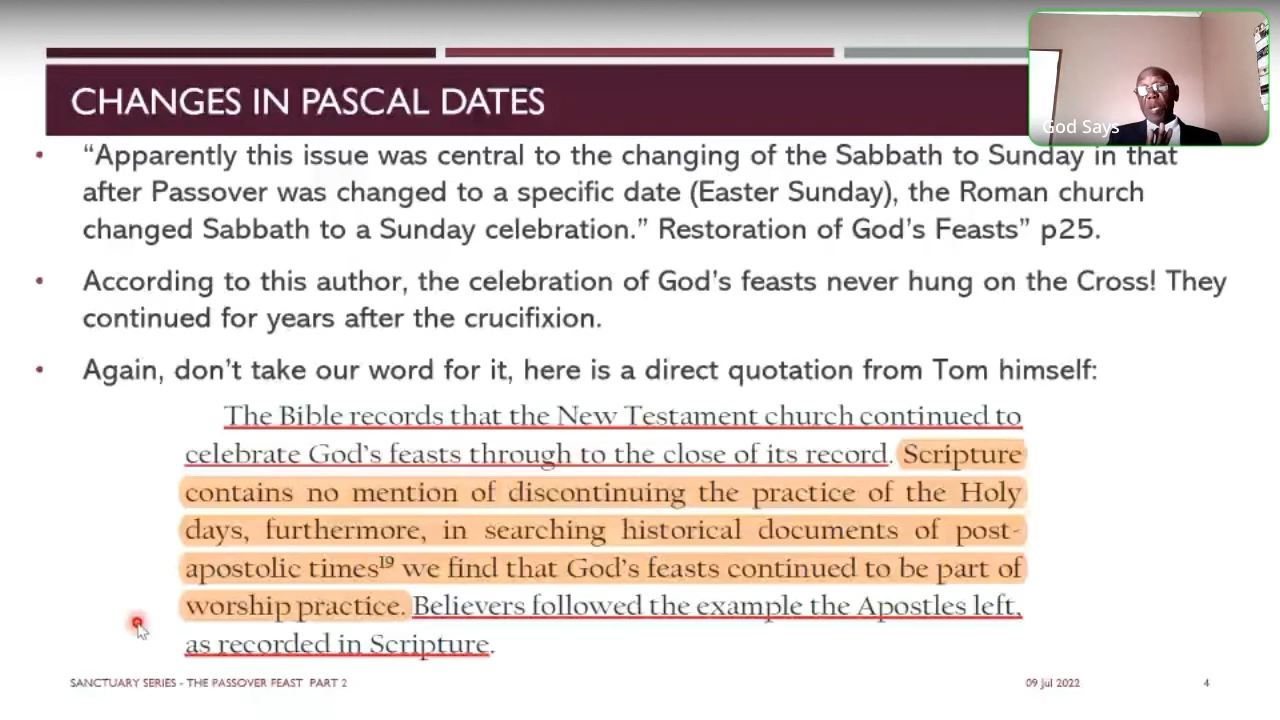 CHANGES IN PASCAL DATES
God Says
• “Apparently this issue was central to the changing of the Sabbath to Sunday in that
after Passover was changed to a specific date (Easter Sunday), the Roman church
changed Sabbath to a Sunday celebration.” Restoration of God’s Feasts” p25.
• According to this author, the celebration of God’s feasts never hung on the Cross! They
continued for years after the crucifixion.
• Again, don’t take our word for it, here is a direct quotation from Tom himself:
The Bible records that the New Testament church continued to
celebrate God’s feasts through to the close of its record. Scripture
contains no mention of discontinuing the practice of the Holy
days, furthermore, in searching historical documents of post-
apostolic times¹⁹ we find that God’s feasts continued to be part of
worship practice. Believers followed the example the Apostles left,
as recorded in Scripture.
SANCTUARY SERIES - THE PASSOVER FEAST PART 2
09 Jul 2022
4